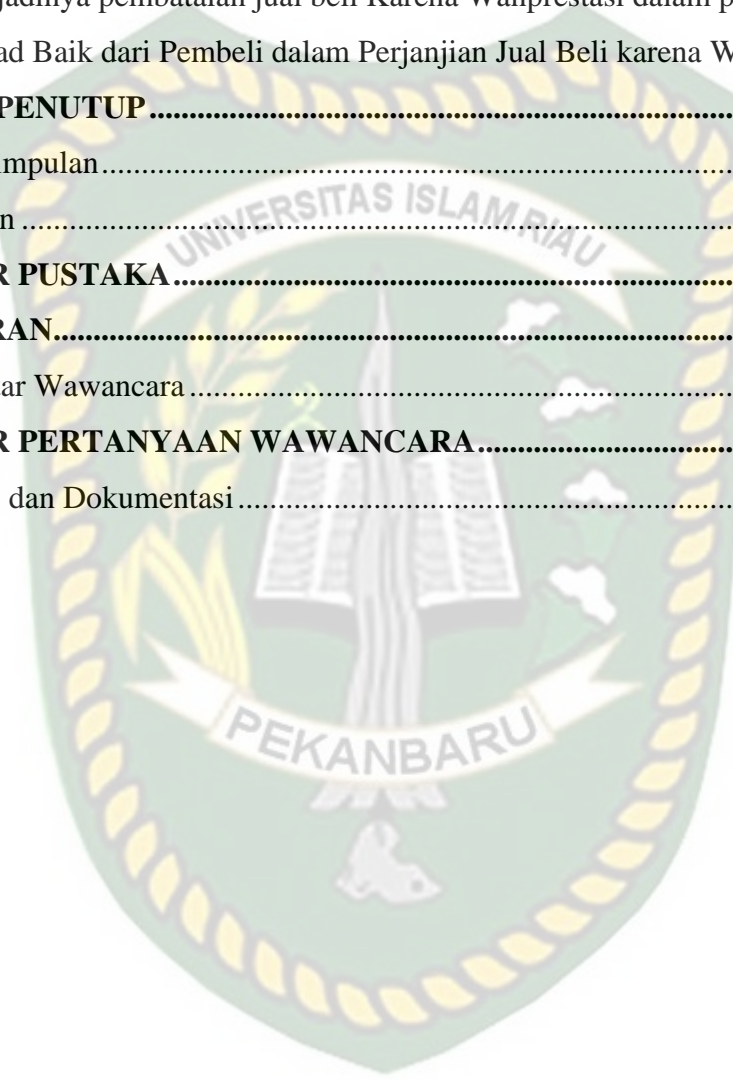 jadinya pembatalan jual beli Karena Wanprestasi dalam p
ad Baik dari Pembeli dalam Perjanjian Jual Beli karena W
PENUTUP.......................................................................
impulan...........................................................................
n ....................................................................................
R PUSTAKA....................................................................
RAN................................................................................
ar Wawancara ................................................................
R PERTANYAAN WAWANCARA................................
dan Dokumentasi............................................................
UNIVERSITAS ISLAM RIAU
PEKANBARU